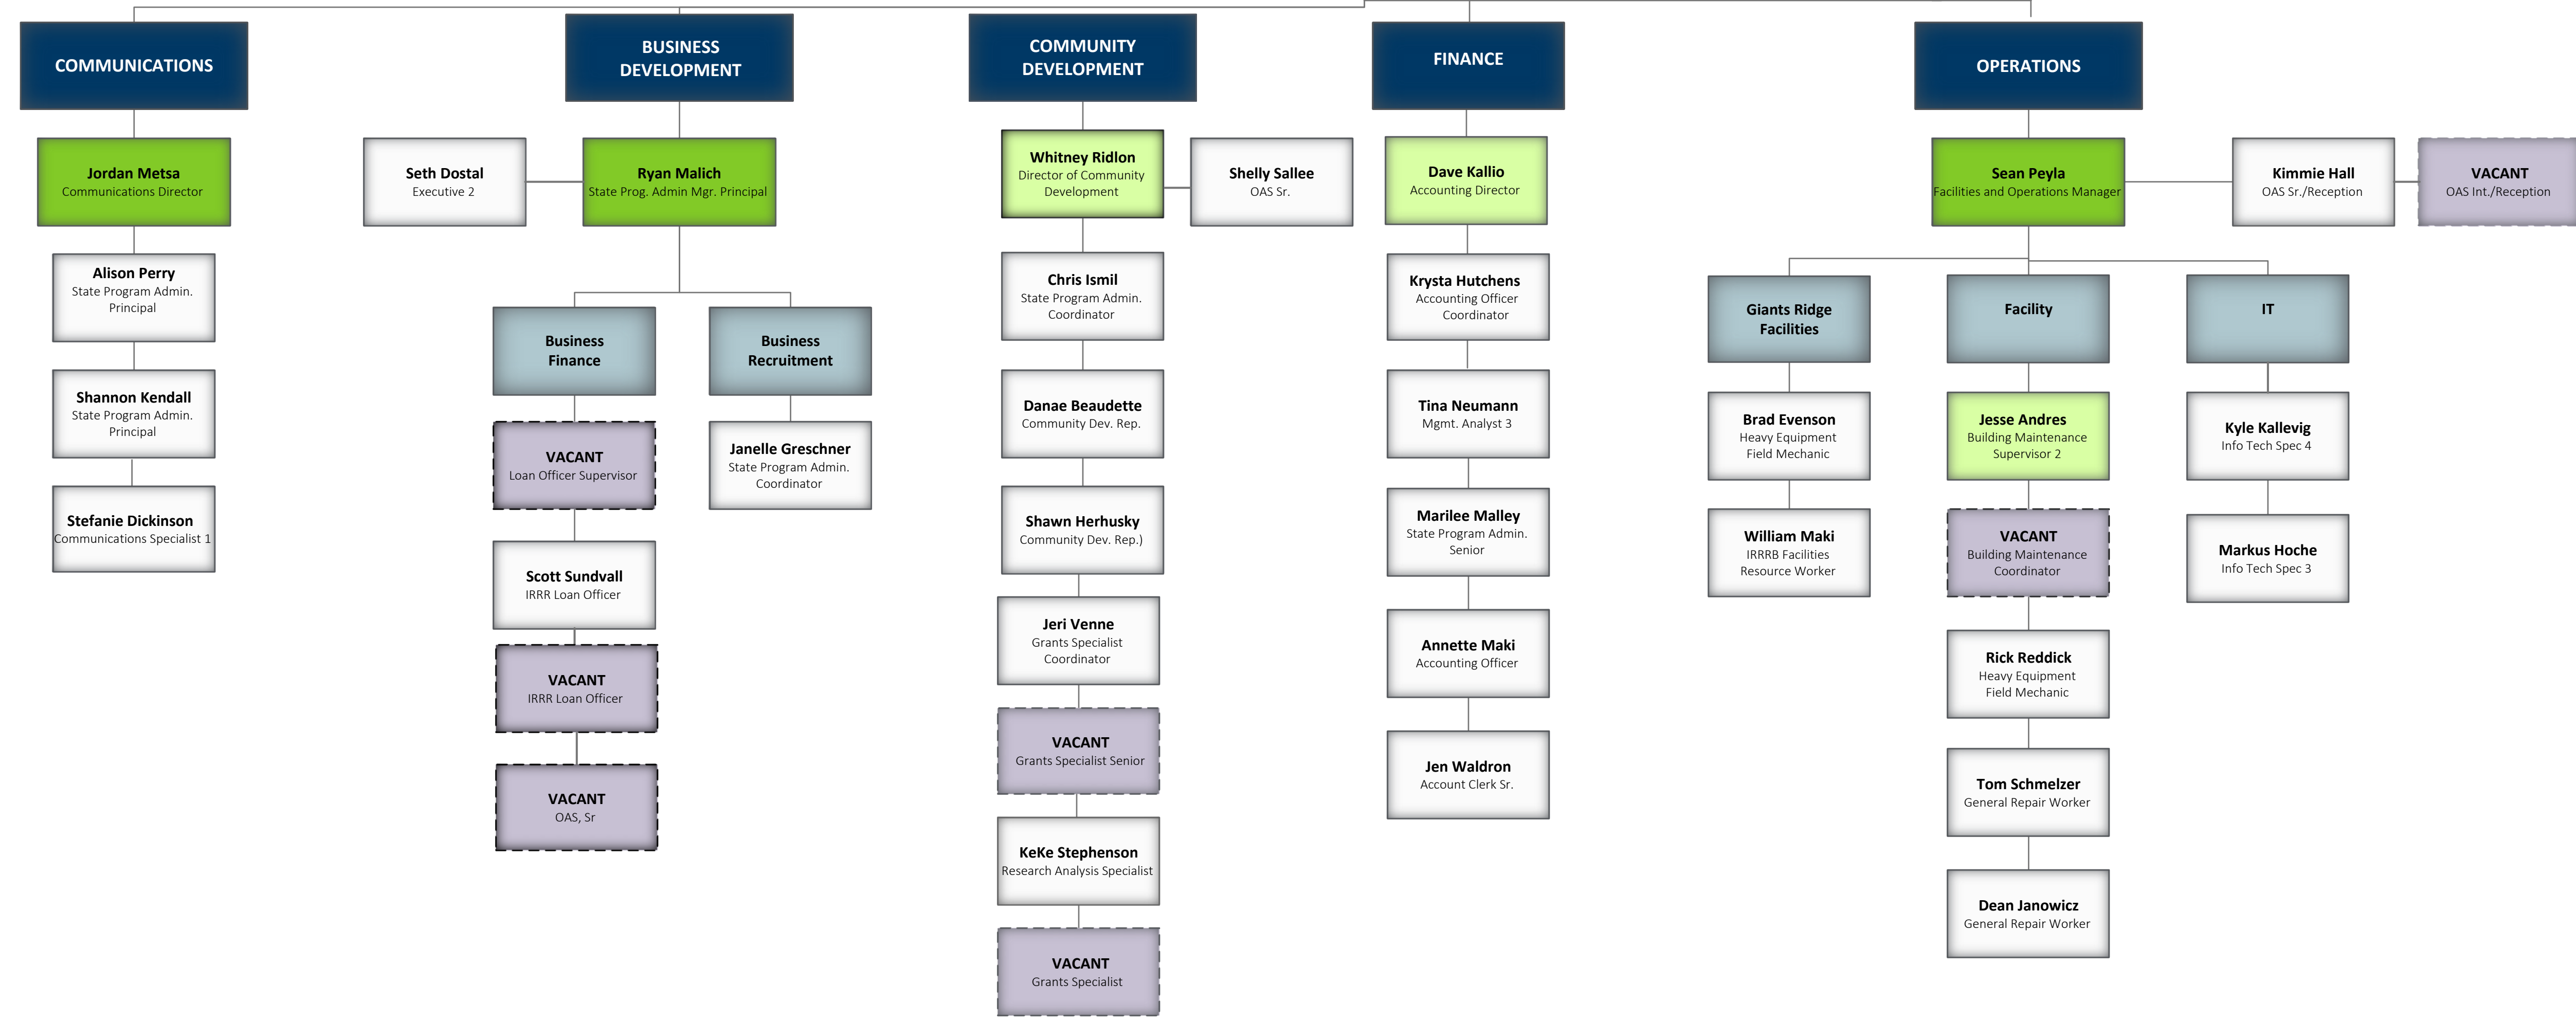 COMMUNICATIONS
Jordan Metsa
Communications Director
Alison Perry
State Program Admin.
Principal
Shannon Kendall
State Program Admin.
Principal
Stefanie Dickinson
Communications Specialist 1
BUSINESS
DEVELOPMENT
Seth Dostal
Executive 2
Ryan Malich
State Prog. Admin Mgr. Principal
Business
Finance
VACANT
Loan Officer Supervisor
Scott Sundvall
IRRR Loan Officer
VACANT
IRRR Loan Officer
VACANT
OAS, Sr
Business
Recruitment
Janelle Greschner
State Program Admin.
Coordinator
COMMUNITY
DEVELOPMENT
Whitney Ridlon
Director of Community
Development
Shelly Sallee
OAS Sr.
Chris Ismil
State Program Admin.
Coordinator
Danae Beaudette
Community Dev. Rep.
Shawn Herhusky
Community Dev. Rep.)
Jeri Venne
Grants Specialist
Coordinator
VACANT
Grants Specialist Senior
KeKe Stephenson
Research Analysis Specialist
VACANT
Grants Specialist
FINANCE
Dave Kallio
Accounting Director
Krysta Hutchens
Accounting Officer
Coordinator
Tina Neumann
Mgmt. Analyst 3
Marilee Malley
State Program Admin.
Senior
Annette Maki
Accounting Officer
Jen Waldron
Account Clerk Sr.
OPERATIONS
Sean Peyla
Facilities and Operations Manager
Kimmie Hall
OAS Sr./Reception
VACANT
OAS Int./Reception
Giants Ridge
Facilities
Brad Evenson
Heavy Equipment
Field Mechanic
William Maki
IRRRB Facilities
Resource Worker
Facility
Jesse Andres
Building Maintenance
Supervisor 2
VACANT
Building Maintenance
Coordinator
Rick Reddick
Heavy Equipment
Field Mechanic
Tom Schmelzer
General Repair Worker
Dean Janowicz
General Repair Worker
IT
Kyle Kallevig
Info Tech Spec 4
Markus Hoche
Info Tech Spec 3